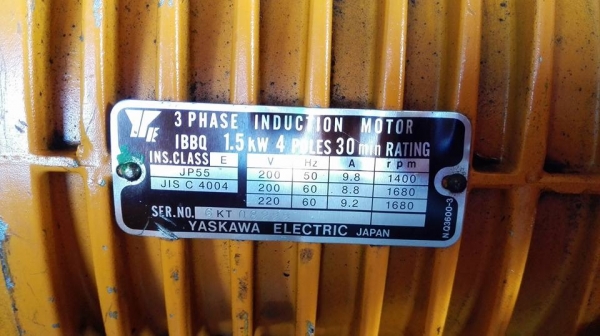 YE
3 PHASE INDUCTION MOTOR
IBBQ 1.5 KW 4 POLES 30 min RATING
INS.CLASS E V Hz A rpm
JP55 200 50 9.8 1400
JIS C 4004 200 60 8.8 1680
220 60 9.2 1680
SER.NO.
YASKAWA ELECTRIC JAPAN
N.Q3600-3